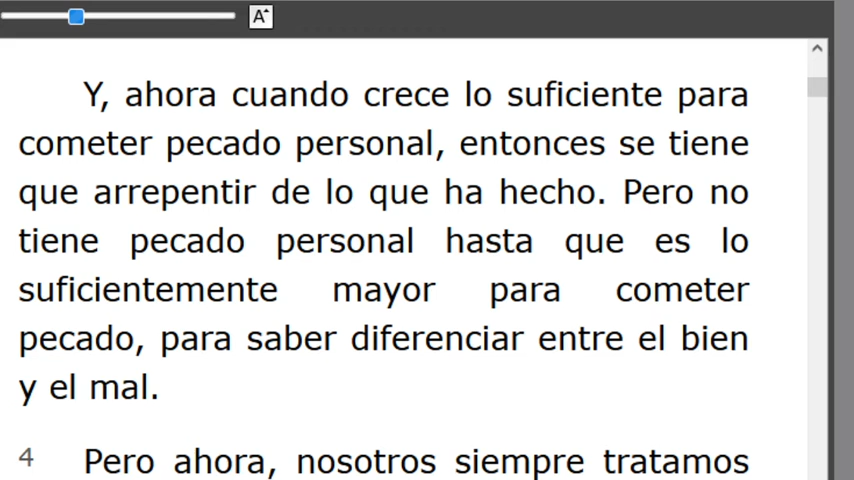 A
Y, ahora cuando crece lo suficiente para
cometer pecado personal, entonces se tiene
que arrepentir de lo que ha hecho. Pero no
tiene pecado personal hasta que es lo
suficientemente mayor para cometer
pecado, para saber diferenciar entre el bien
y el mal.
4 Pero ahora, nosotros siempre tratamos